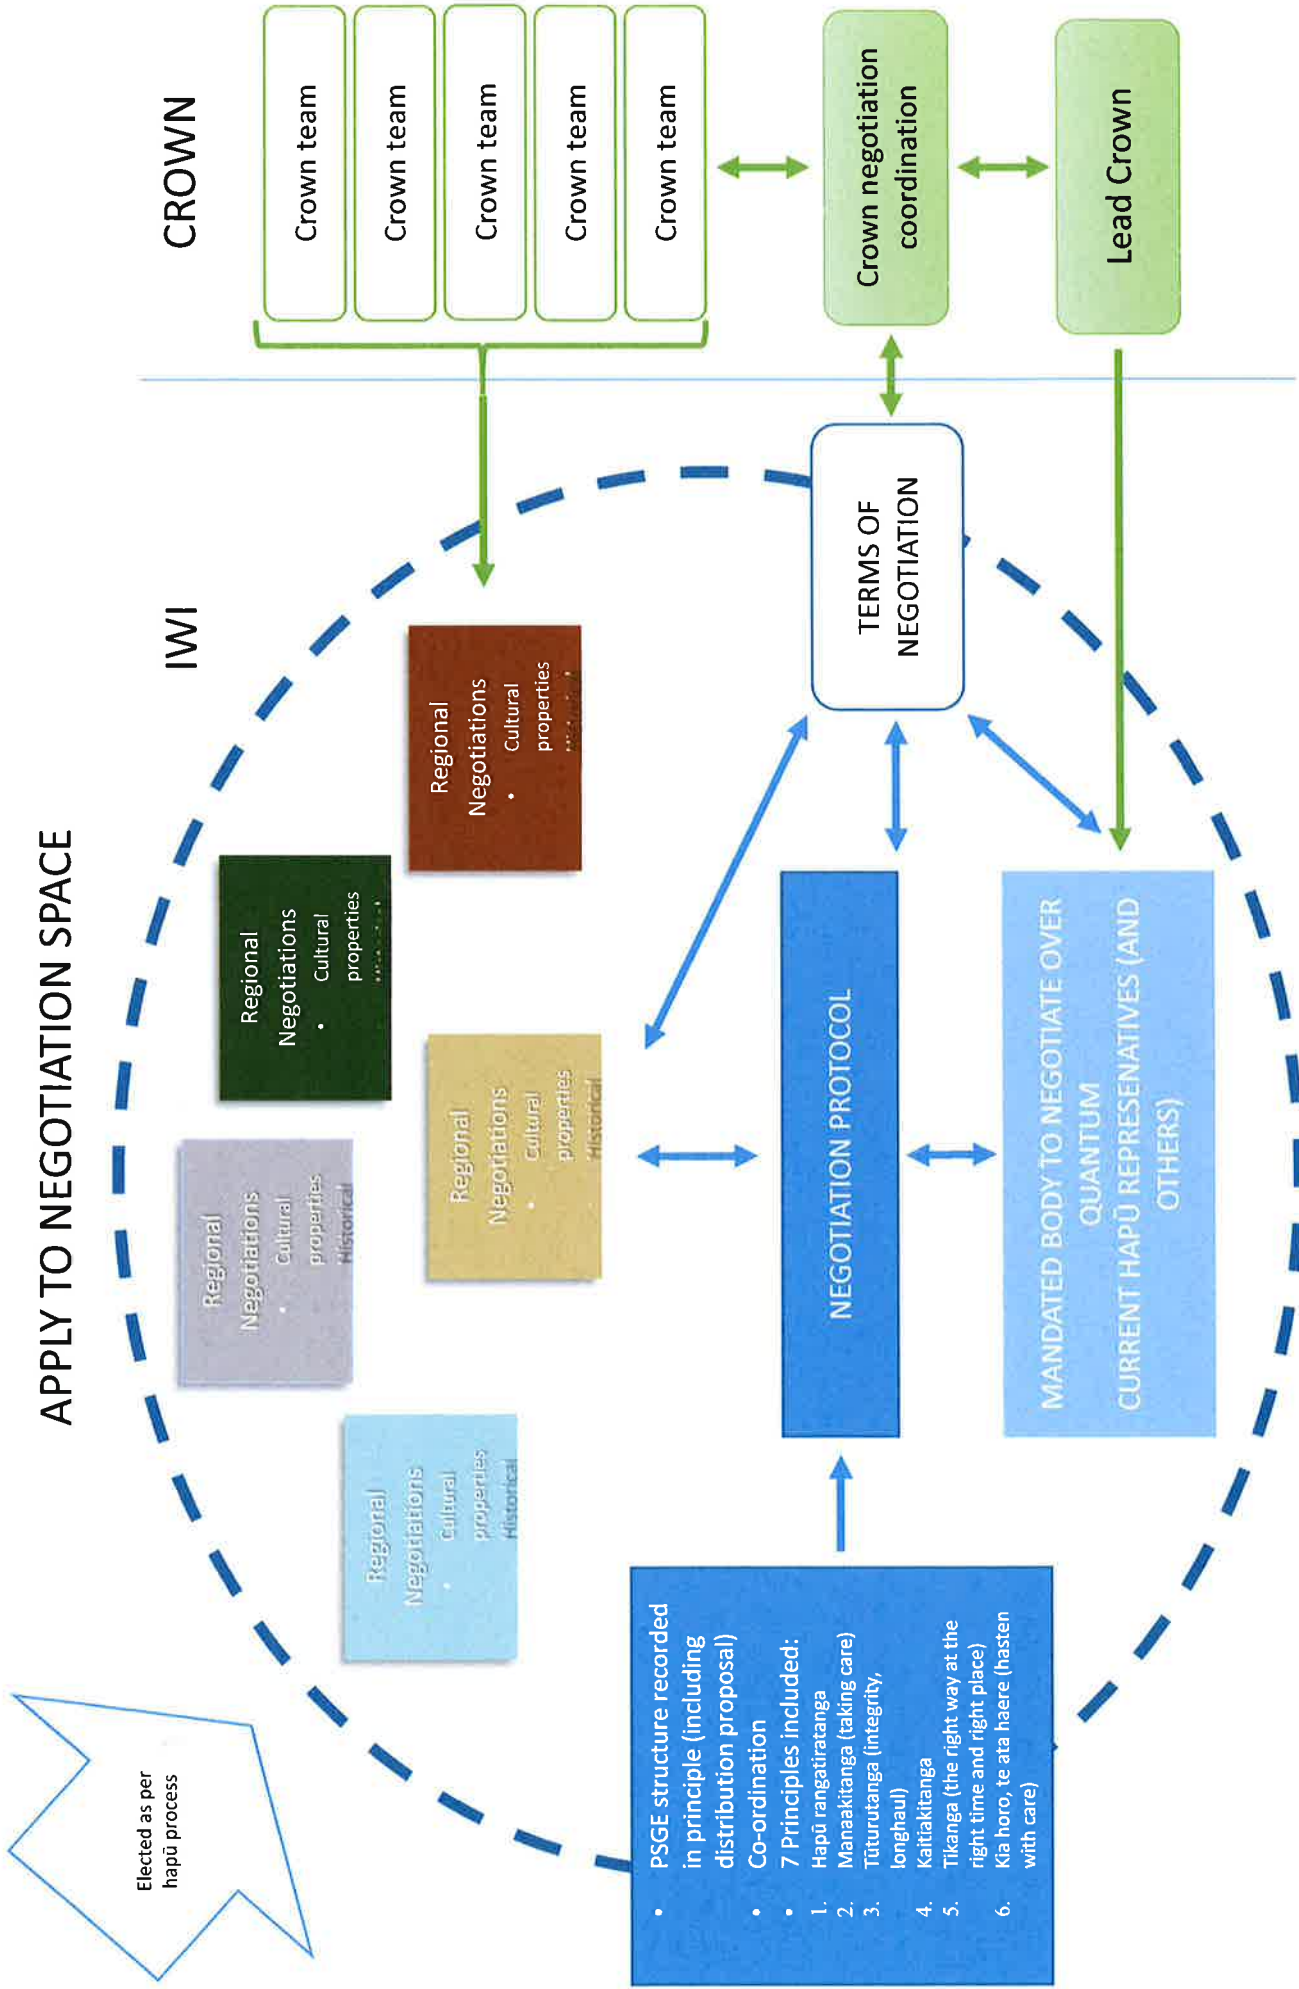 APPLY TO NEGOTIATION SPACE
IWI
CROWN
Elected as per
hapū process
Regional
Negotiations
• Cultural
properties
Historical
Regional
Negotiations
• Cultural
properties
Historical
Regional
Negotiations
• Cultural
properties
Regional
Negotiations
• Cultural
properties
Historical
Regional
Negotiations
• Cultural
properties
Crown team
Crown team
Crown team
Crown team
Crown team
Crown negotiation
coordination
Lead Crown
TERMS OF
NEGOTIATION
• PSGE structure recorded
in principle (including
distribution proposal)
• Co-ordination
• 7 Principles included:
1. Hapū rangatiratanga
2. Manaakitanga (taking care)
3. Tūturutanga (integrity,
longhaul)
4. Kaitiakitanga
5. Tikanga (the right way at the
right time and right place)
6. Kia horo, te ata haere (hasten
with care)
NEGOTIATION PROTOCOL
MANDATED BODY TO NEGOTIATE OVER
QUANTUM
CURRENT HAPŪ REPRESENATIVES (AND
OTHERS)